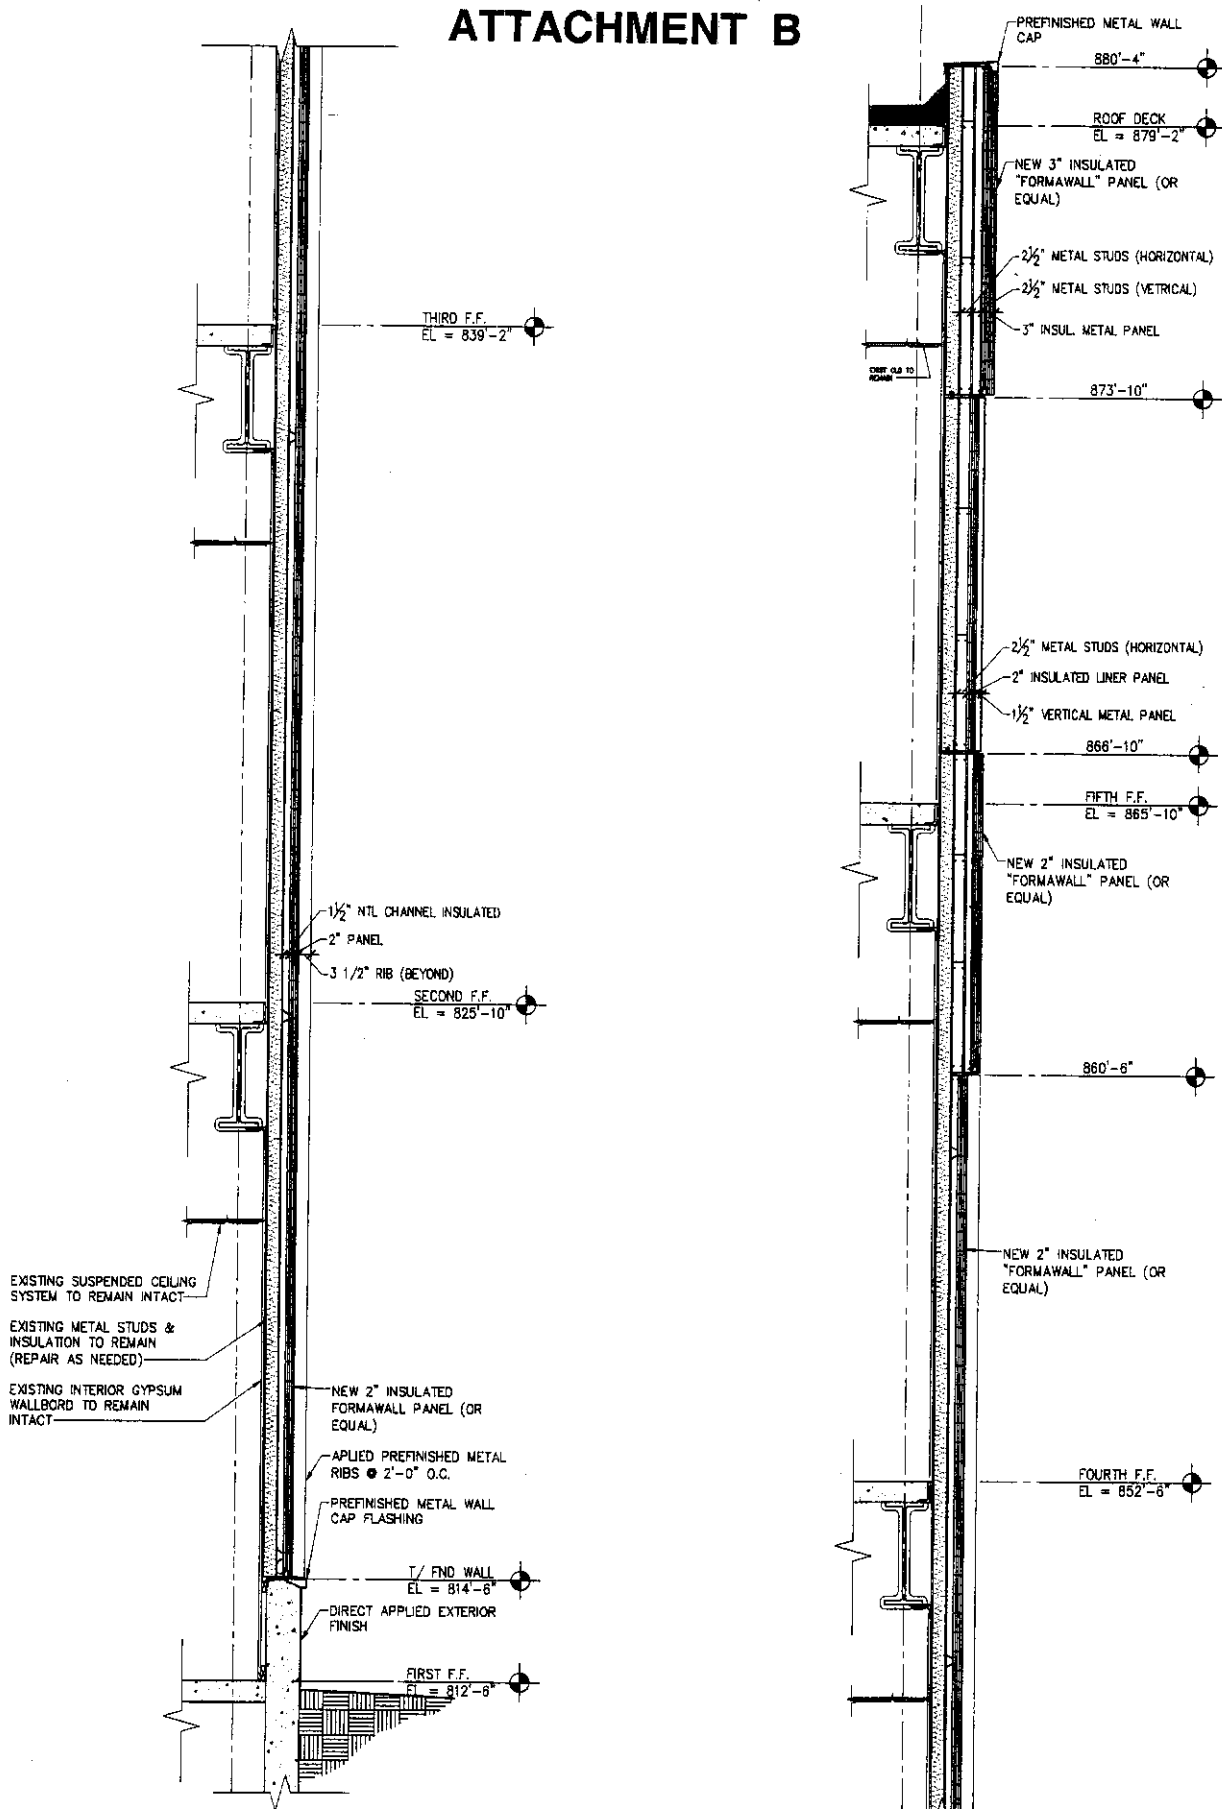 ATTACHMENT B
THIRD F.F.
EL = 839'-2"
1½" NTL CHANNEL INSULATED
2" PANEL
3 1/2" RIB (BEYOND)
SECOND F.F.
EL = 825'-10"
EXISTING SUSPENDED CEILING
SYSTEM TO REMAIN INTACT
EXISTING METAL STUDS &
INSULATION TO REMAIN
(REPAIR AS NEEDED)
EXISTING INTERIOR GYPSUM
WALLBORD TO REMAIN
INTACT
NEW 2" INSULATED
FORMAWALL PANEL (OR
EQUAL)
APLIED PREFINISHED METAL
RIBS @ 2'-0" O.C.
PREFINISHED METAL WALL
CAP FLASHING
T/ FND WALL
EL = 814'-6"
DIRECT APPLIED EXTERIOR
FINISH
FIRST F.F.
EL = 812'-6"
PREFINISHED METAL WALL
CAP
880'-4"
ROOF DECK
EL = 879'-2"
NEW 3" INSULATED
"FORMAWALL" PANEL (OR
EQUAL)
2½" METAL STUDS (HORIZONTAL)
2½" METAL STUDS (VETRICAL)
3" INSUL. METAL PANEL
EXIST CLG TO
REMAIN
873'-10"
2½" METAL STUDS (HORIZONTAL)
2" INSULATED LINER PANEL
1½" VERTICAL METAL PANEL
866'-10"
FIFTH F.F.
EL = 865'-10"
NEW 2" INSULATED
"FORMAWALL" PANEL (OR
EQUAL)
860'-6"
NEW 2" INSULATED
"FORMAWALL" PANEL (OR
EQUAL)
FOURTH F.F.
EL = 852'-6"